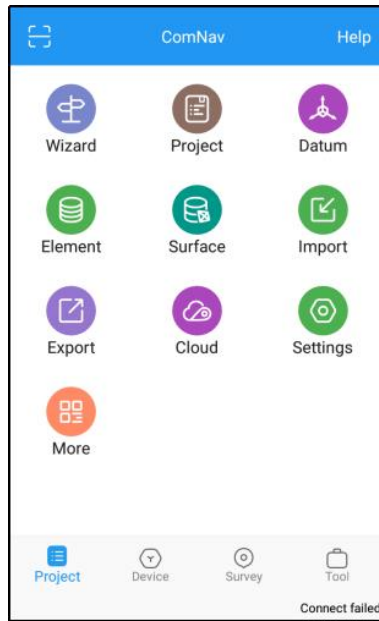 ComNav Help
Wizard Project Datum
Element Surface Import
Export Cloud Settings
More
Project Device Survey Tool
Connect failed